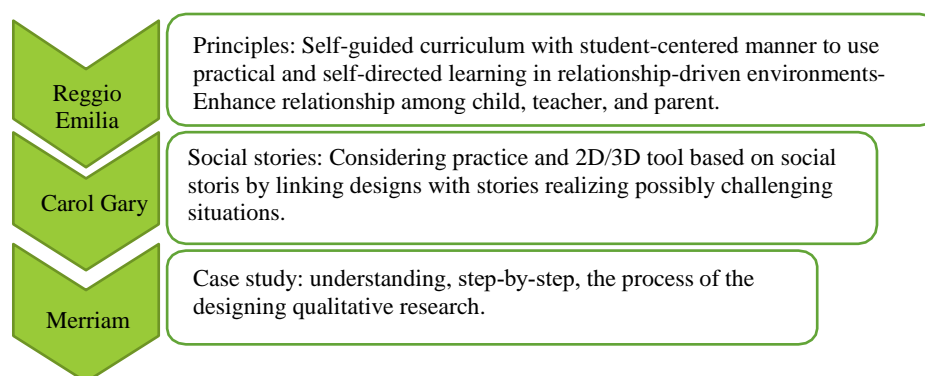 Reggio
Emilia
Principles: Self-guided curriculum with student-centered manner to use
practical and self-directed learning in relationship-driven environments-
Enhance relationship among child, teacher, and parent.
Carol Gary
Social stories: Considering practice and 2D/3D tool based on social
storis by linking designs with stories realizing possibly challenging
situations.
Merriam
Case study: understanding, step-by-step, the process of the
designing qualitative research.